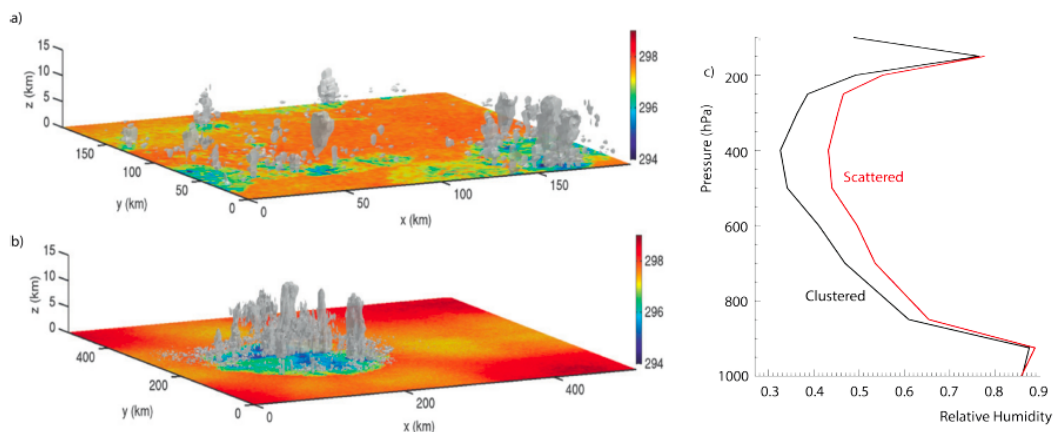 a)
15
10
5
0
z (km)
150
100
50
0
y (km)
0
50
100
150
x (km)
298
296
294
b)
15
10
5
0
z (km)
400
200
0
y (km)
0
200
400
x (km)
298
296
294
c)
200
400
600
800
1000
Pressure (hPa)
Scattered
Clustered
0.3 0.4 0.5 0.6 0.7 0.8 0.9
Relative Humidity